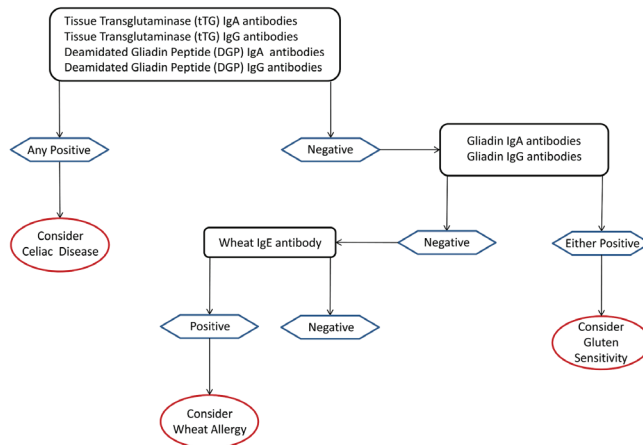 Tissue Transglutaminase (tTG) IgA antibodies
Tissue Transglutaminase (tTG) IgG antibodies
Deamidated Gliadin Peptide (DGP) IgA antibodies
Deamidated Gliadin Peptide (DGP) IgG antibodies
Any Positive
Negative
Gliadin IgA antibodies
Gliadin IgG antibodies
Consider
Celiac Disease
Wheat IgE antibody
Negative
Either Positive
Positive
Negative
Consider
Gluten
Sensitivity
Consider
Wheat Allergy